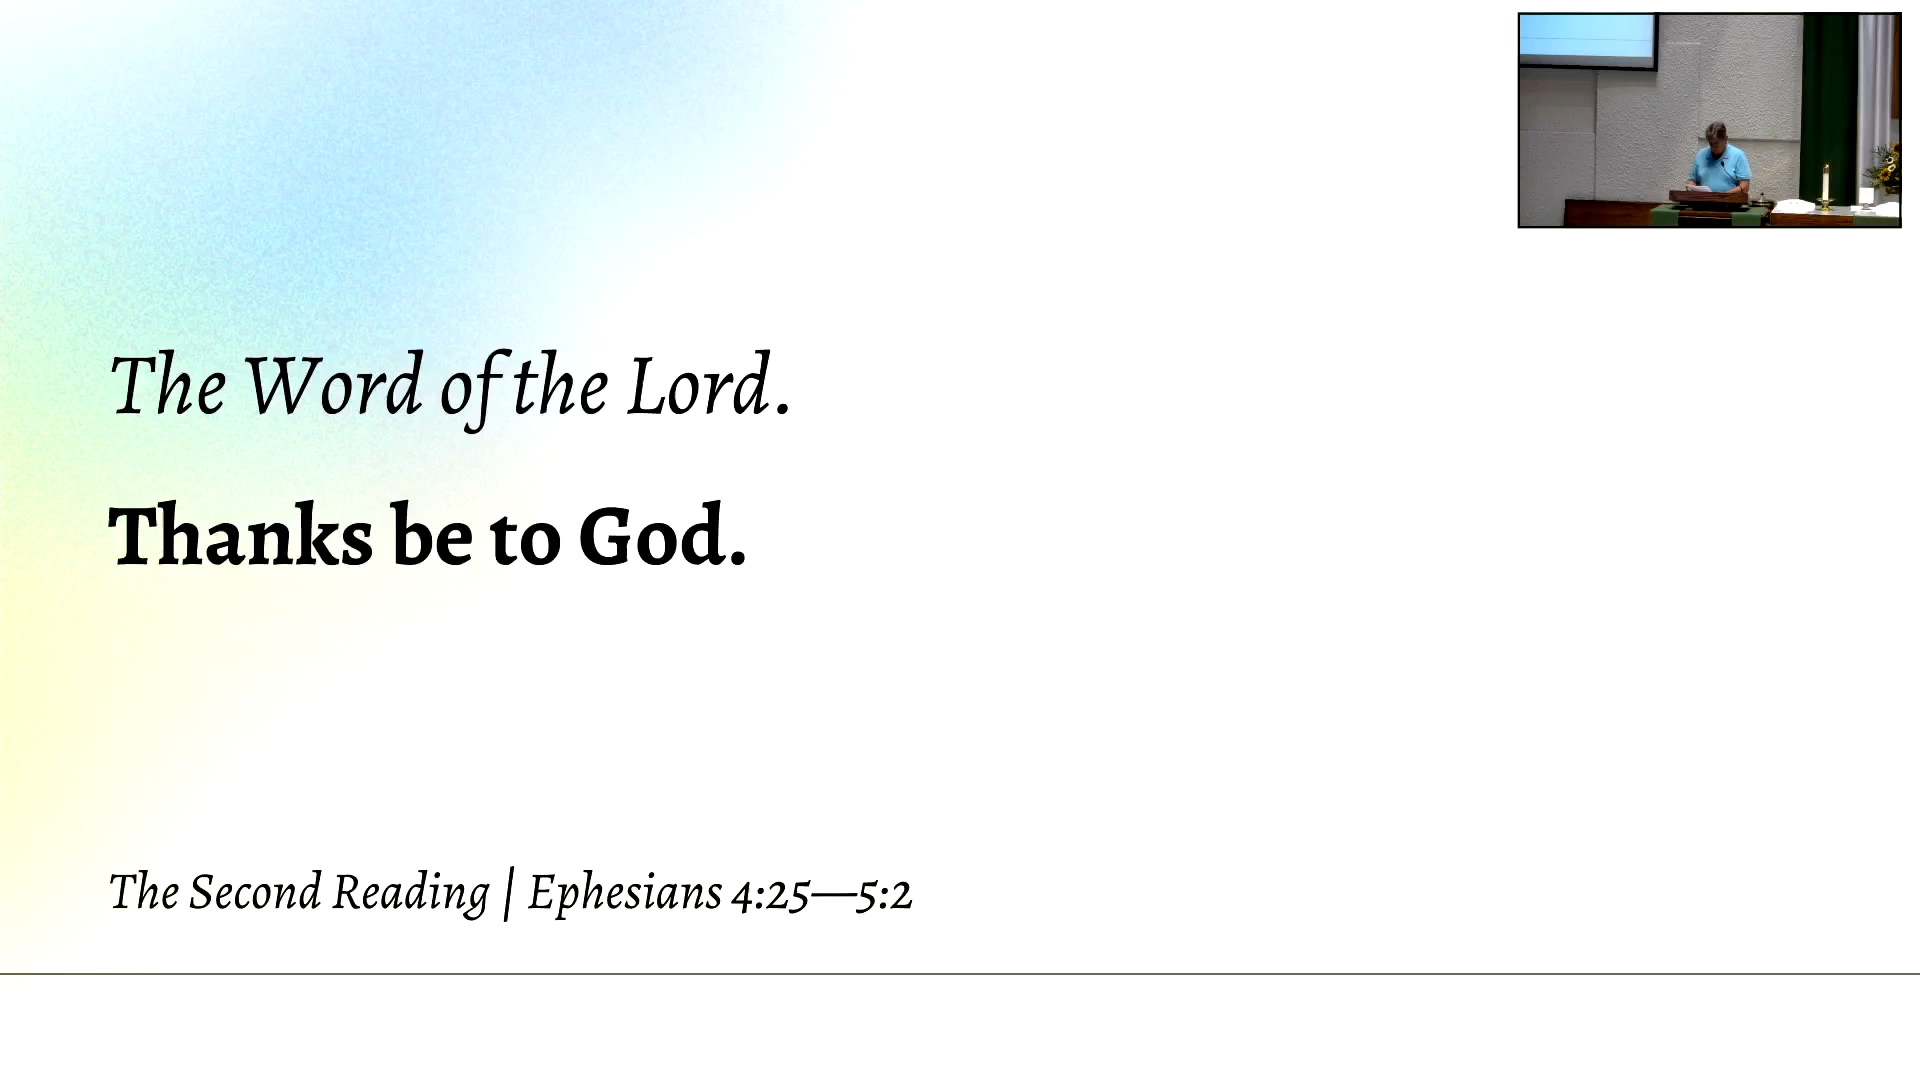 The Word of the Lord.
Thanks be to God.
The Second Reading | Ephesians 4:25—5:2